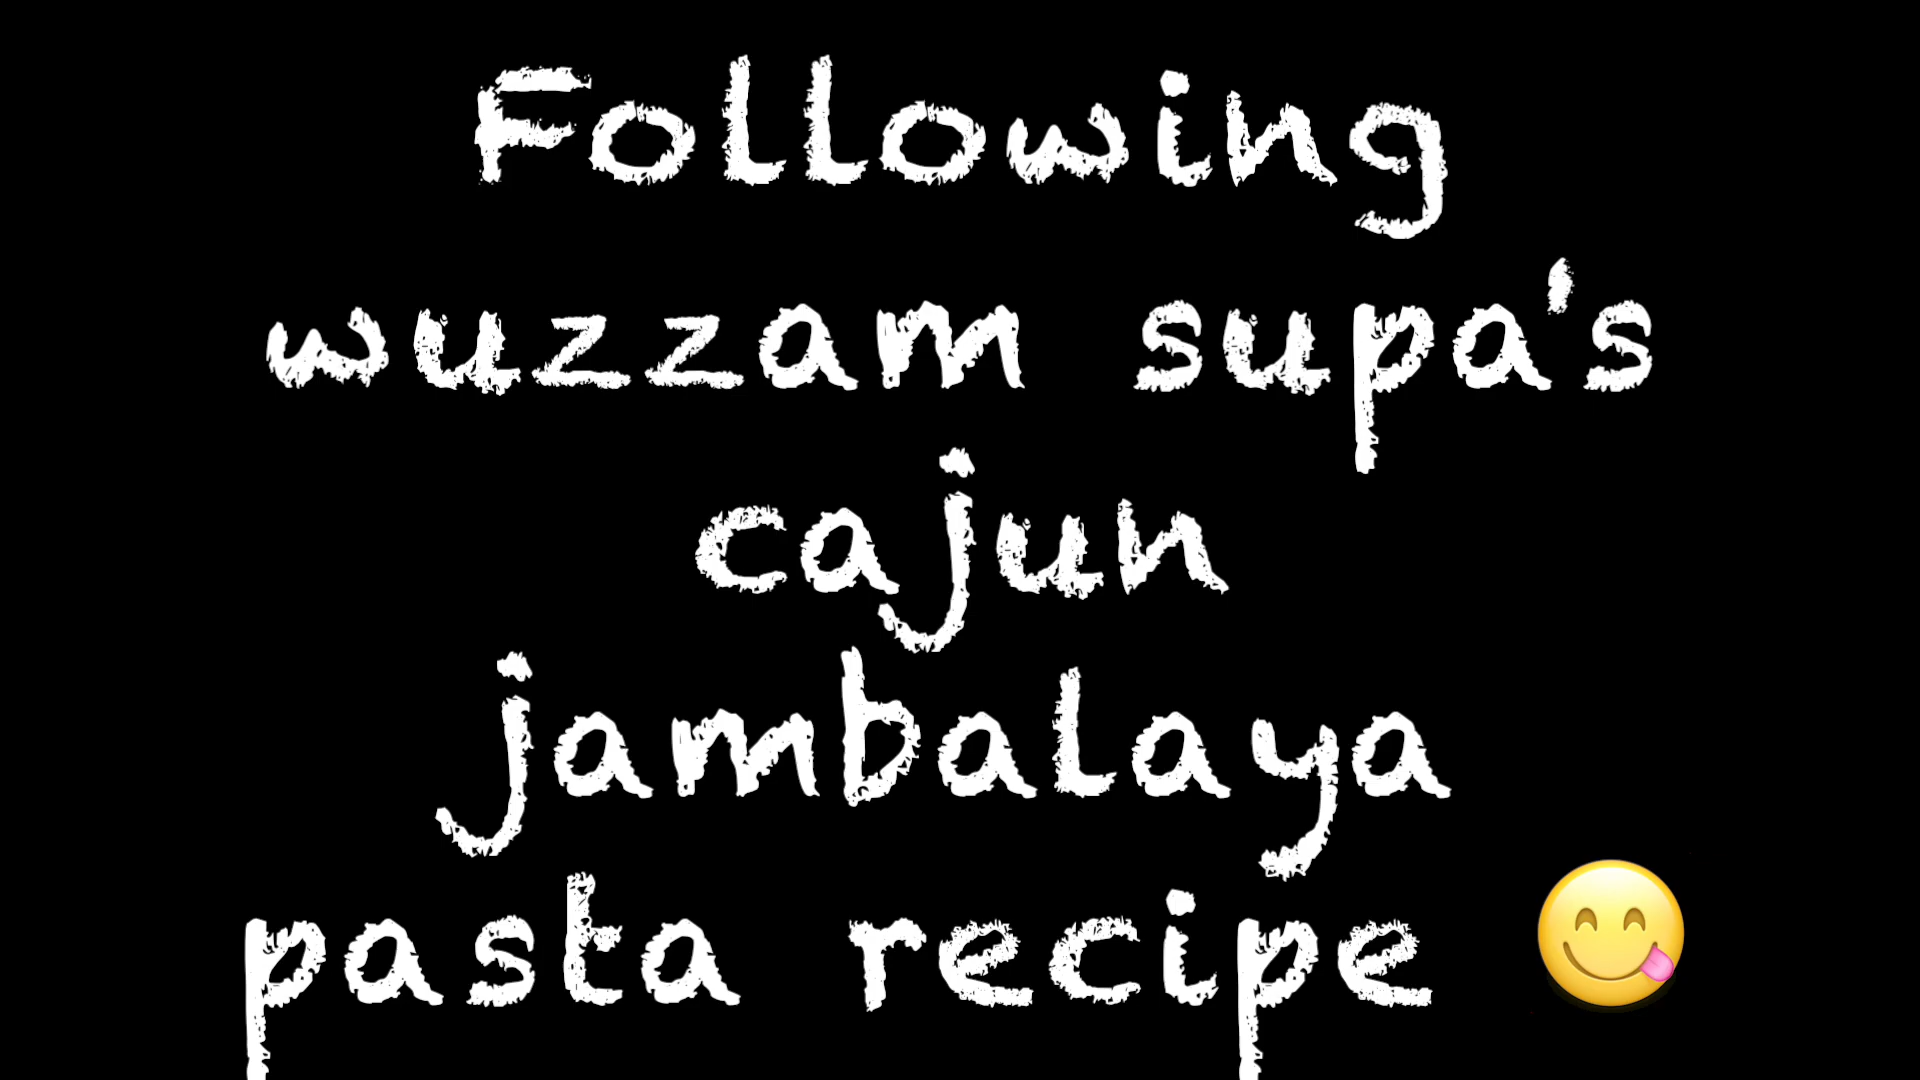 Following
wuzzam supa's
cajun
jambalaya
pasta recipe 😋